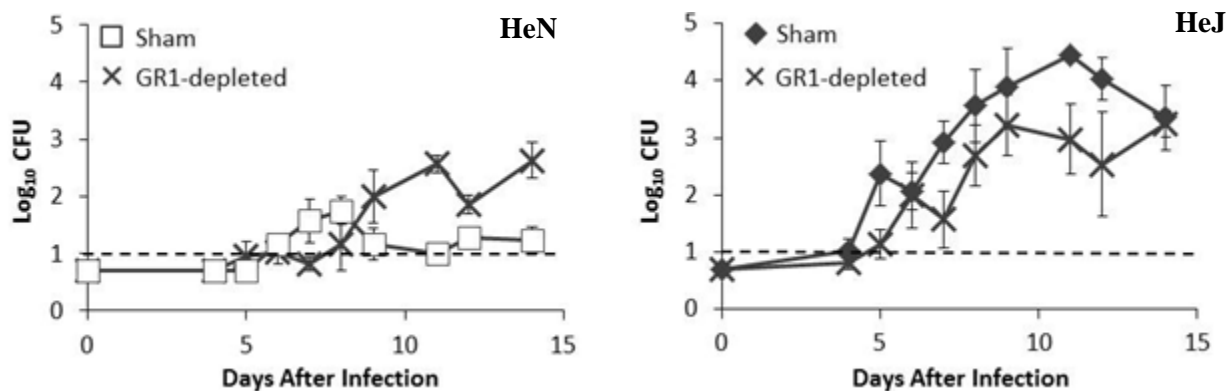 HeN
5
4
3
2
1
0
Log₁₀ CFU
Sham
GR1-depleted
0 5 10 15
Days After Infection
HeJ
5
4
3
2
1
0
Log₁₀ CFU
Sham
GR1-depleted
0 5 10 15
Days After Infection